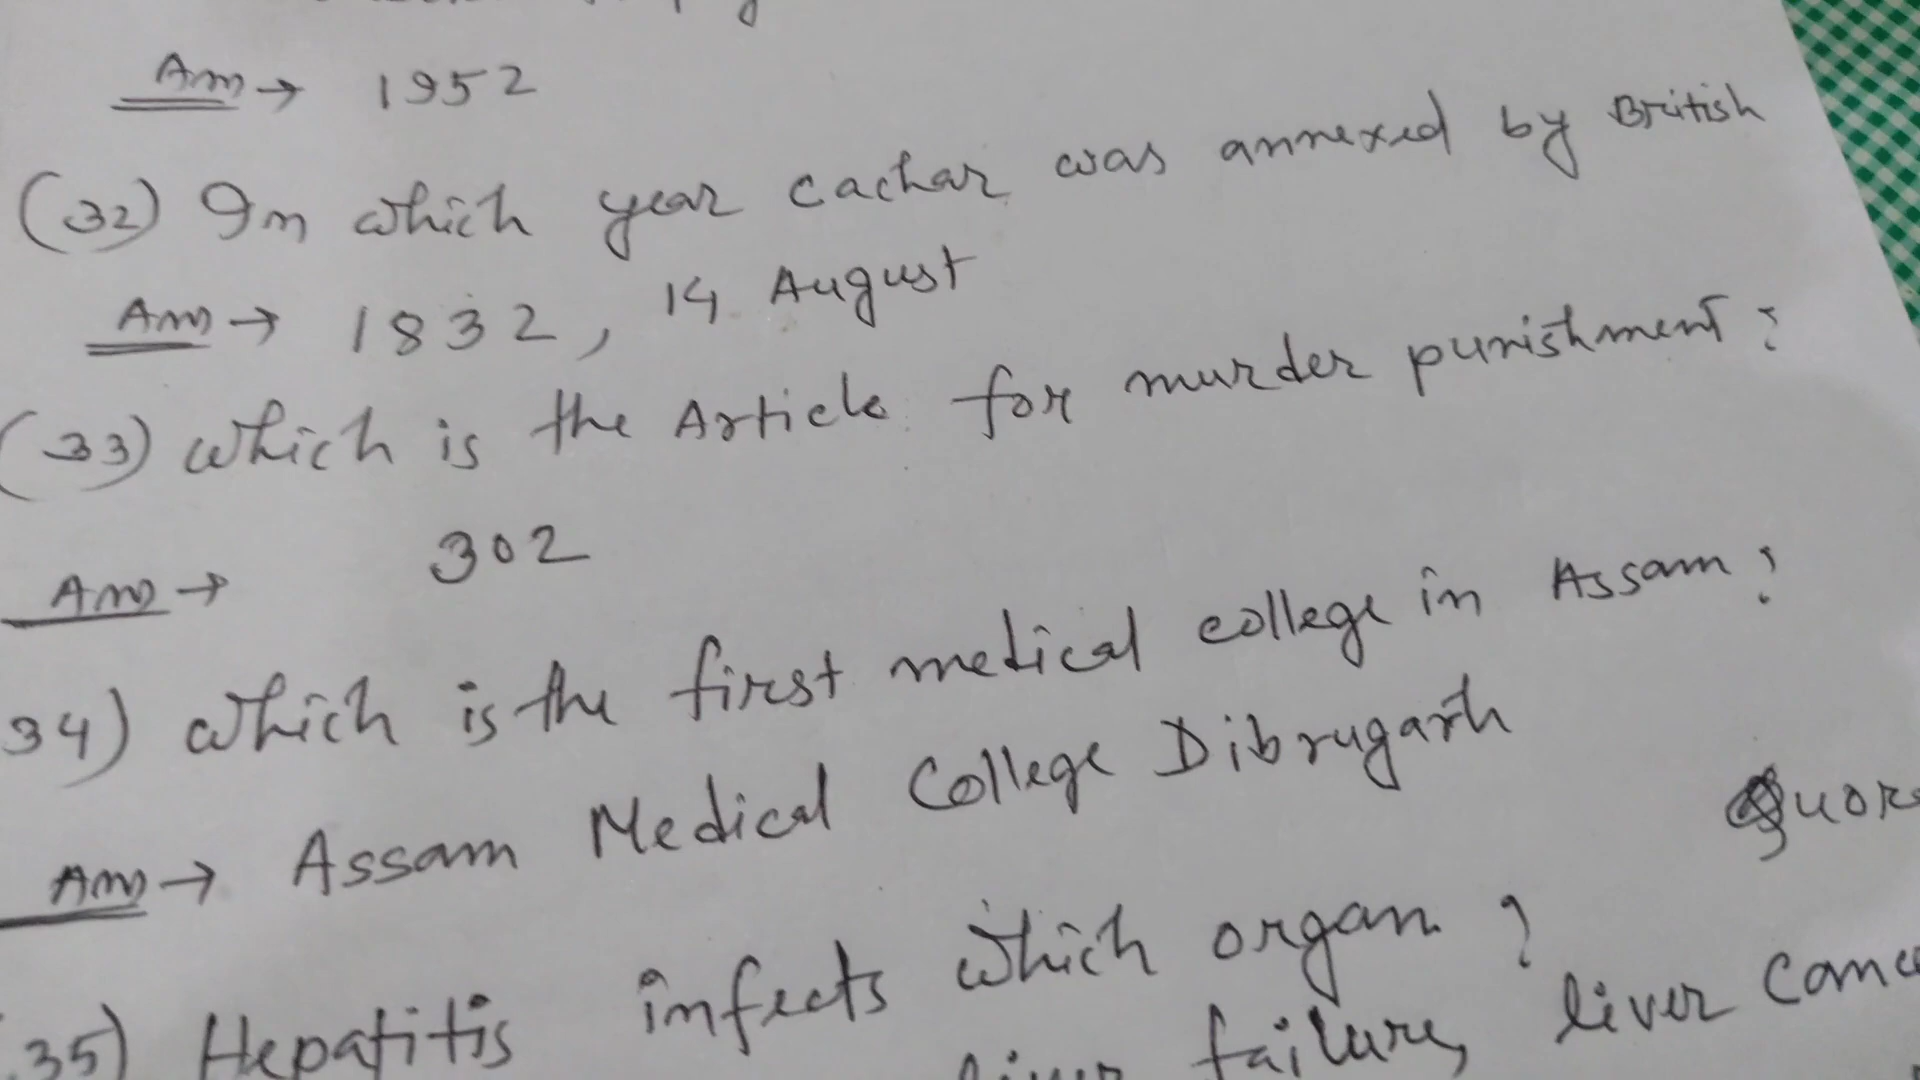 Ans → 1952
(32) In which year cachar was annexed by British
Ans → 1832, 14 August
(33) which is the Article for murder punishment?
Ans → 302
34) which is the first medical college in Assam?
Ans → Assam Medical College Dibrugarh
35) Hepatitis infects which organ?
liver failure, liver